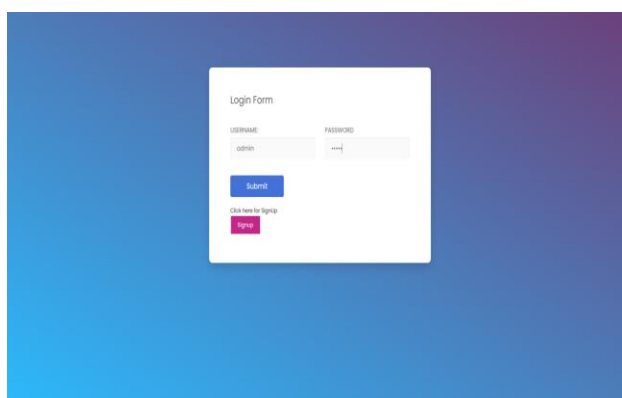 Login Form
USERNAME PASSWORD
admin •••••
Submit
Click here for SignUp
Signup